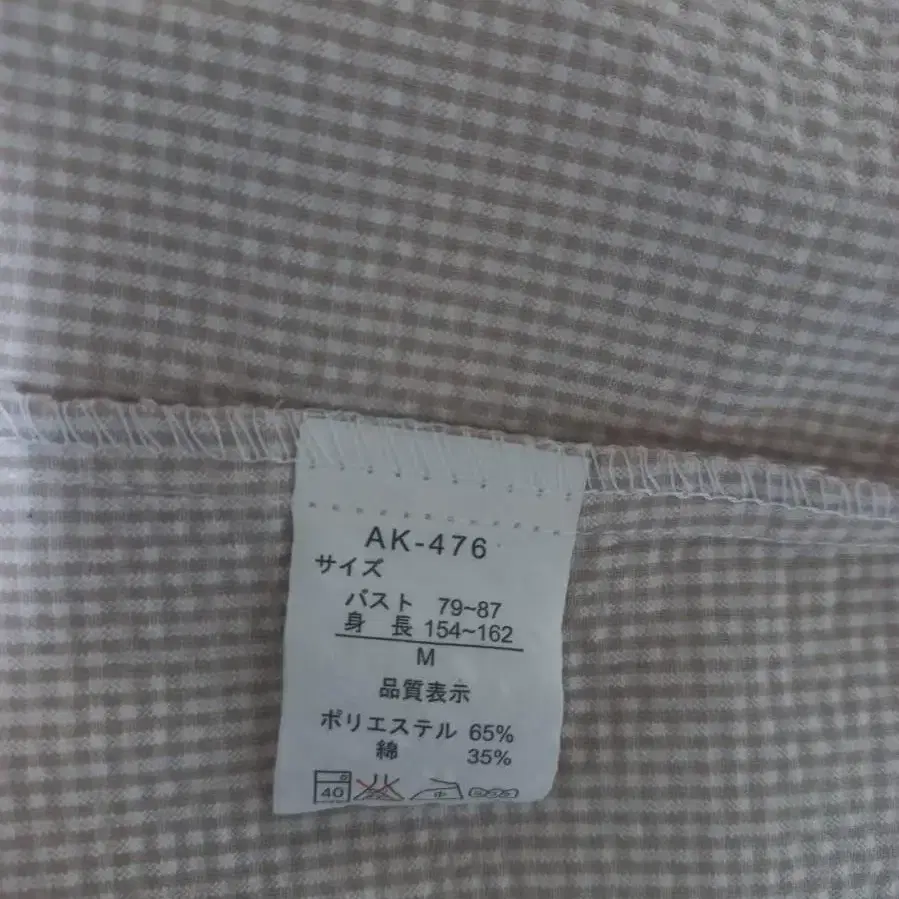 AK-476
サイズ
バスト 79~87
身 長 154~162
M
品質表示
ポリエステル 65%
綿 35%
40